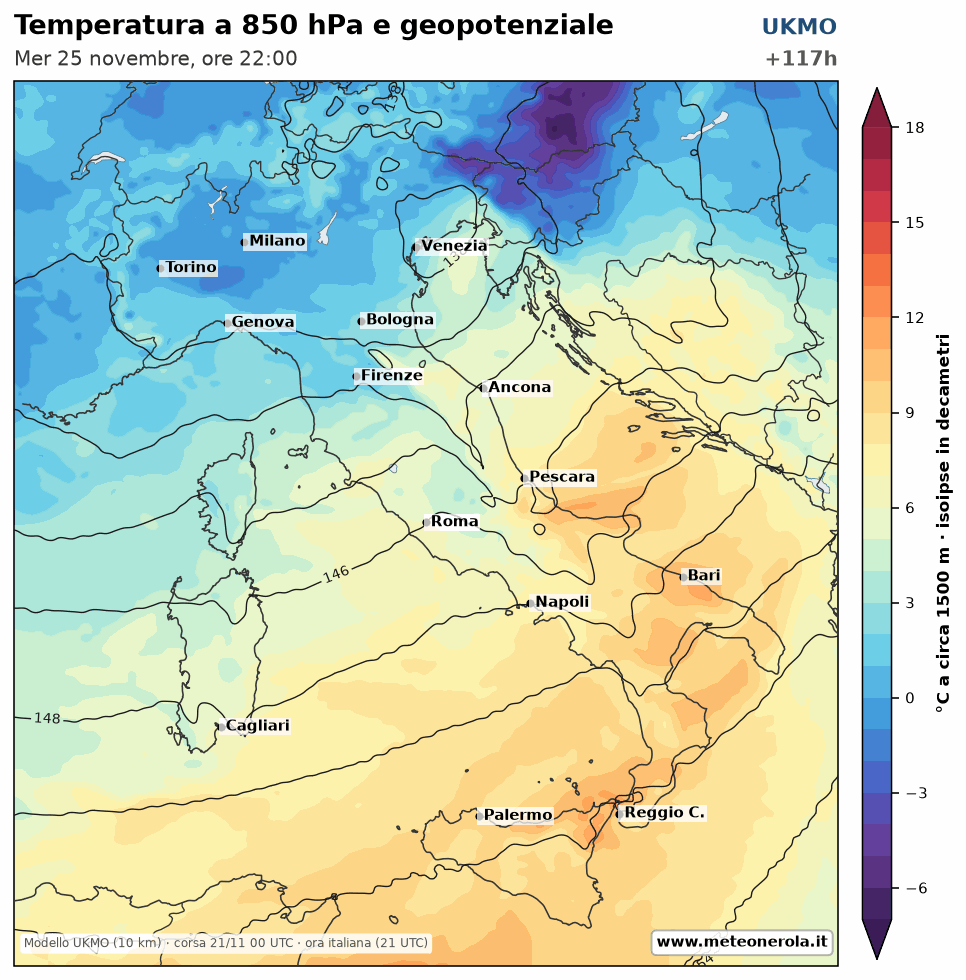 Temperatura a 850 hPa e geopotenziale
UKMO
Mer 25 novembre, ore 22:00
+117h
Milano
Venezia
Torino
Genova
Bologna
Firenze
Ancona
Pescara
Roma
146
Bari
Napoli
148
Cagliari
Palermo
Reggio C.
Modello UKMO (10 km) · corsa 21/11 00 UTC · ora italiana (21 UTC)
www.meteonerola.it
18
15
12
9
6
3
0
−3
−6
°C a circa 1500 m · isoipse in decametri